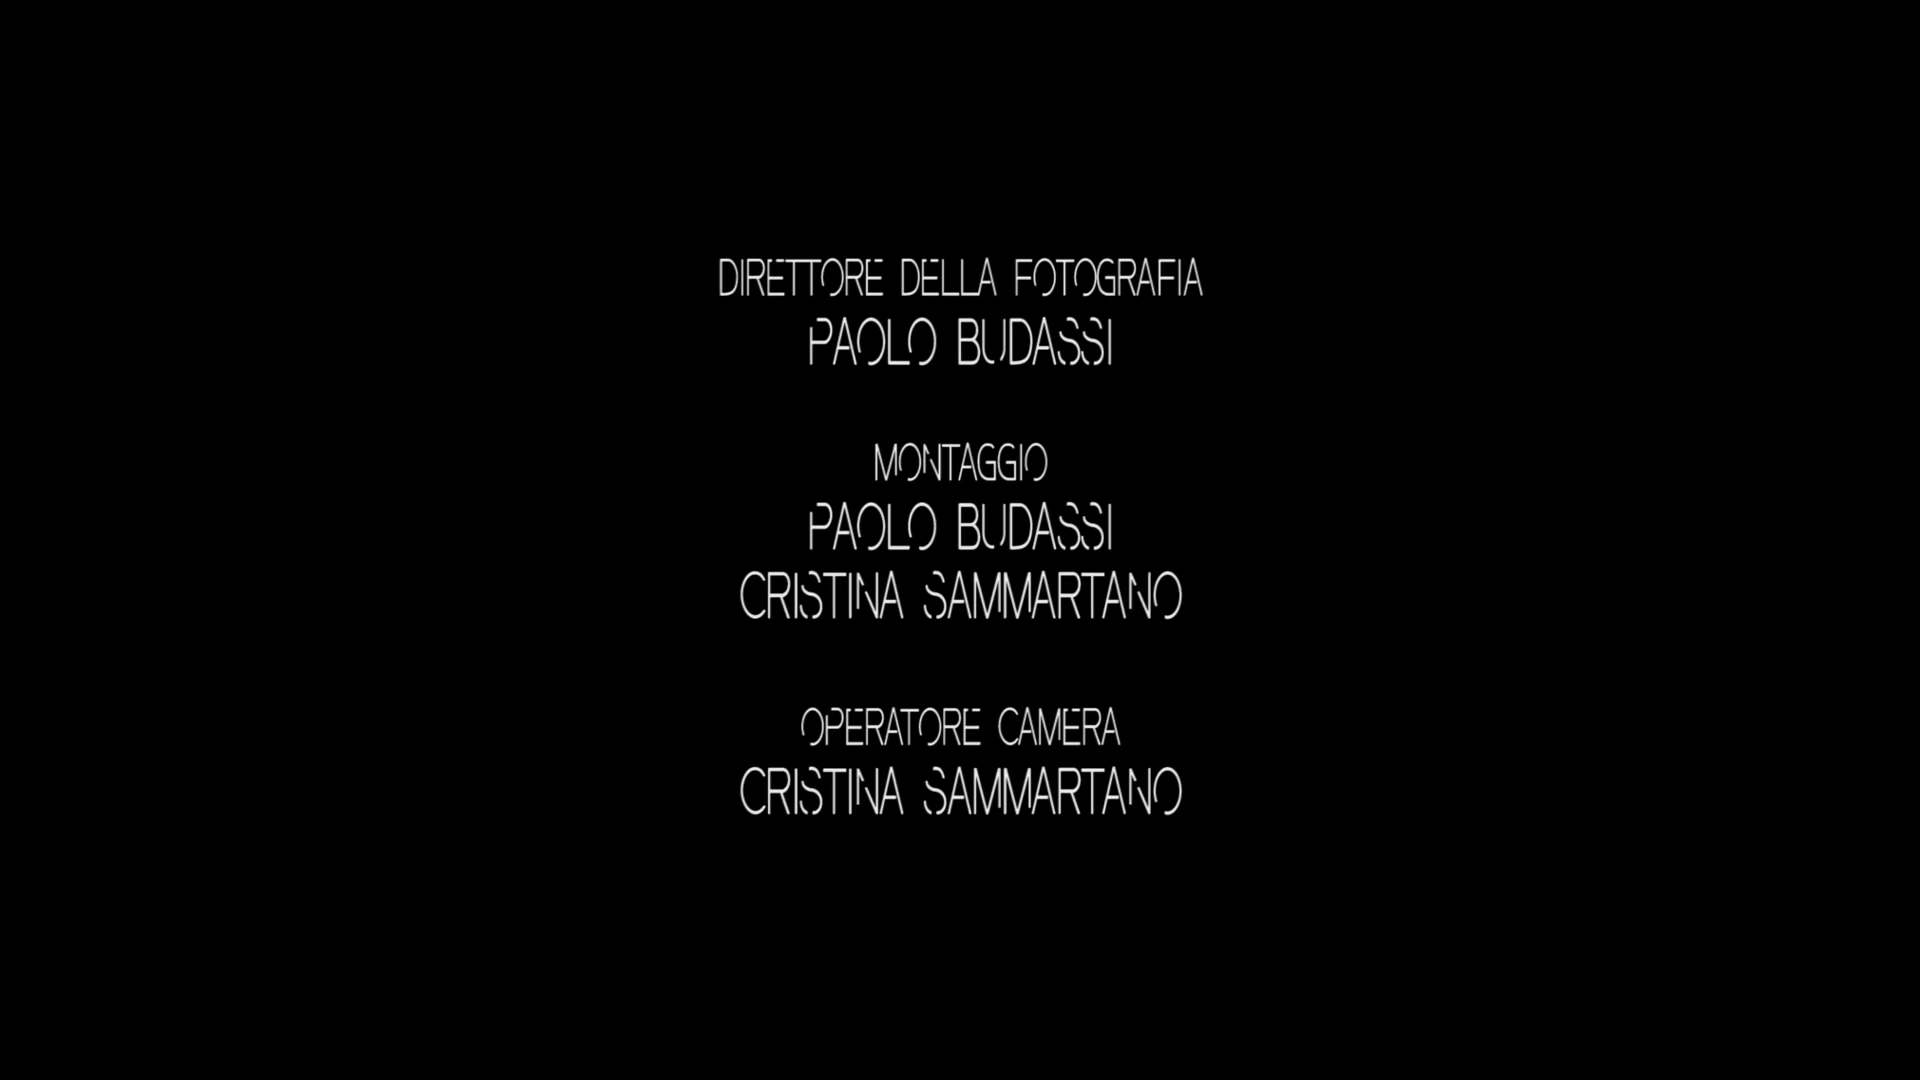 DIRETTORE DELLA FOTOGRAFIA
PAOLO BUDASSI
MONTAGGIO
PAOLO BUDASSI
CRISTINA SAMMARTANO
OPERATORE CAMERA
CRISTINA SAMMARTANO